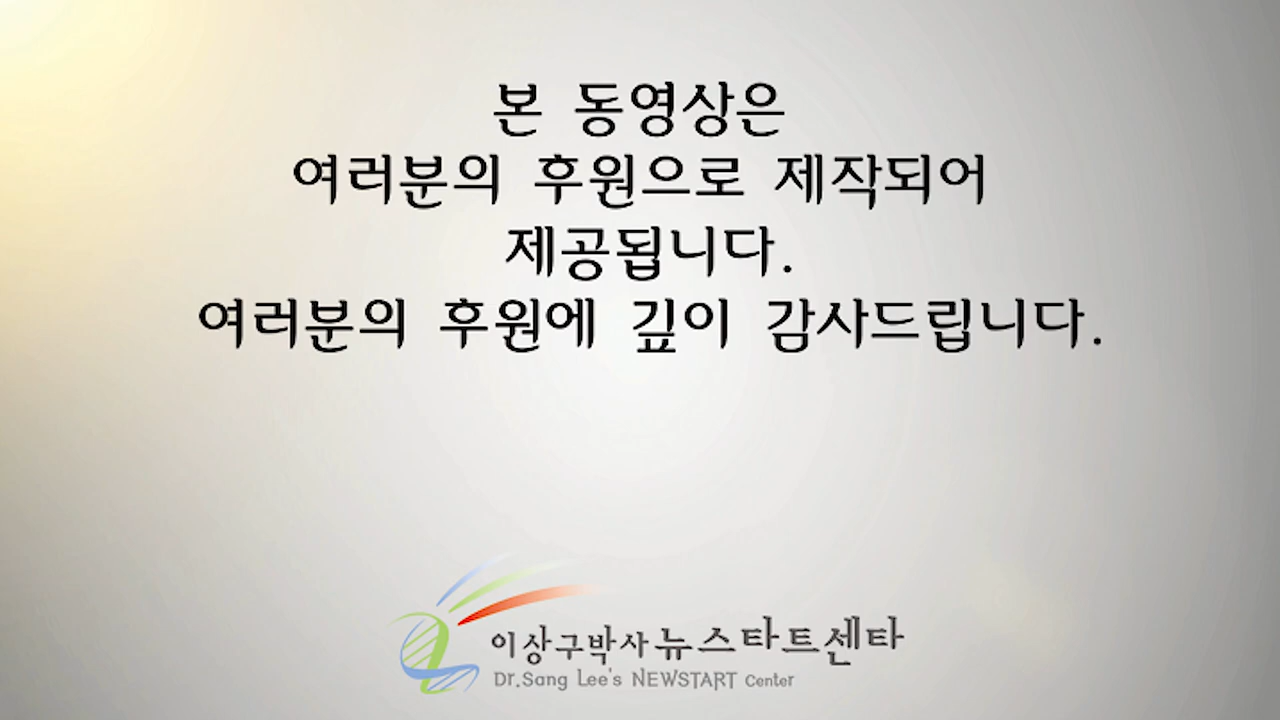 본 동영상은
여러분의 후원으로 제작되어
제공됩니다.
여러분의 후원에 깊이 감사드립니다.
이상구박사 뉴스타트센타
Dr.Sang Lee's NEWSTART Center